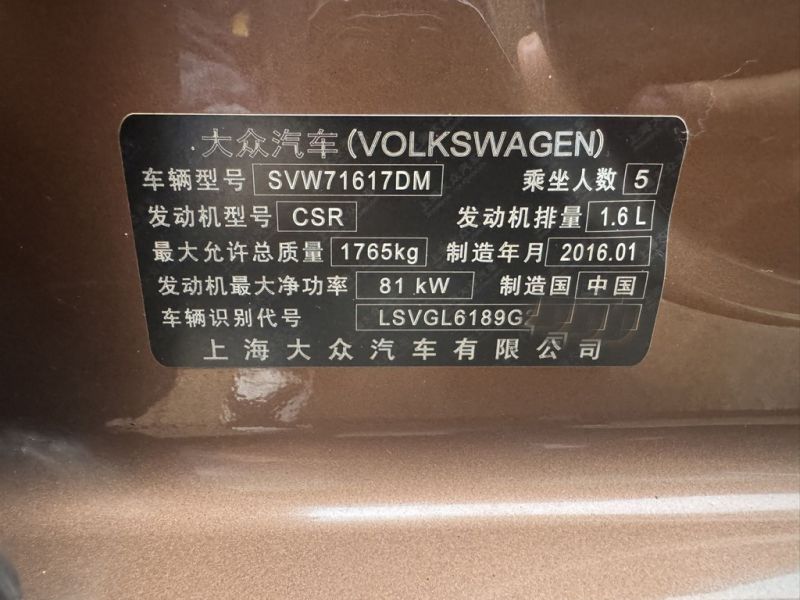 大众汽车(VOLKSWAGEN)
车辆型号 SVW71617DM 乘坐人数 5
发动机型号 CSR 发动机排量 1.6 L
最大允许总质量 1765kg 制造年月 2016.01
发动机最大净功率 81 kW 制造国 中国
车辆识别代号 LSVGL6189G
上海大众汽车有限公司